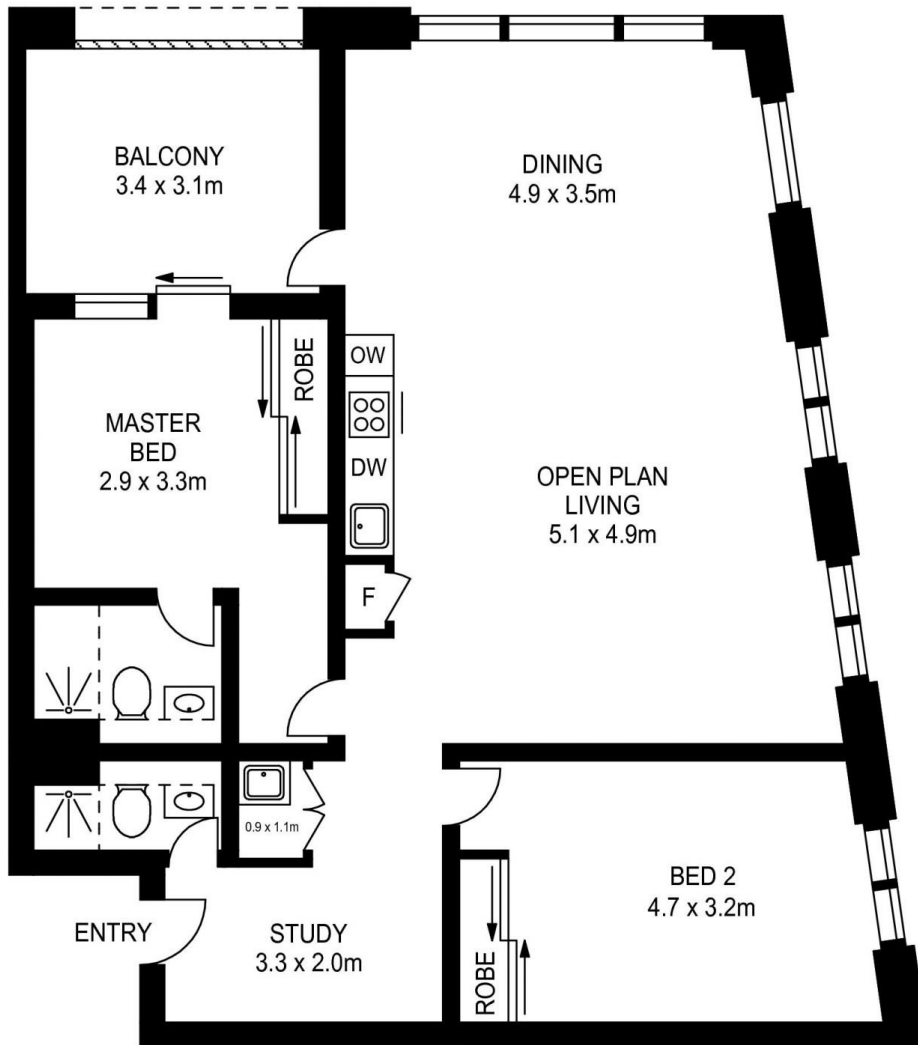 BALCONY
3.4 x 3.1m
DINING
4.9 x 3.5m
ROBE
OW
MASTER
BED
2.9 x 3.3m
DW
OPEN PLAN
LIVING
5.1 x 4.9m
F
0.9 x 1.1m
BED 2
4.7 x 3.2m
ENTRY
STUDY
3.3 x 2.0m
ROBE